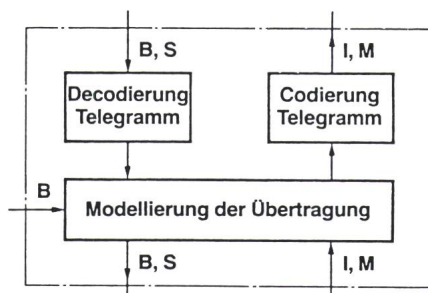 B, S
I, M
Decodierung
Telegramm
Codierung
Telegramm
B
Modellierung der Übertragung
B, S
I, M